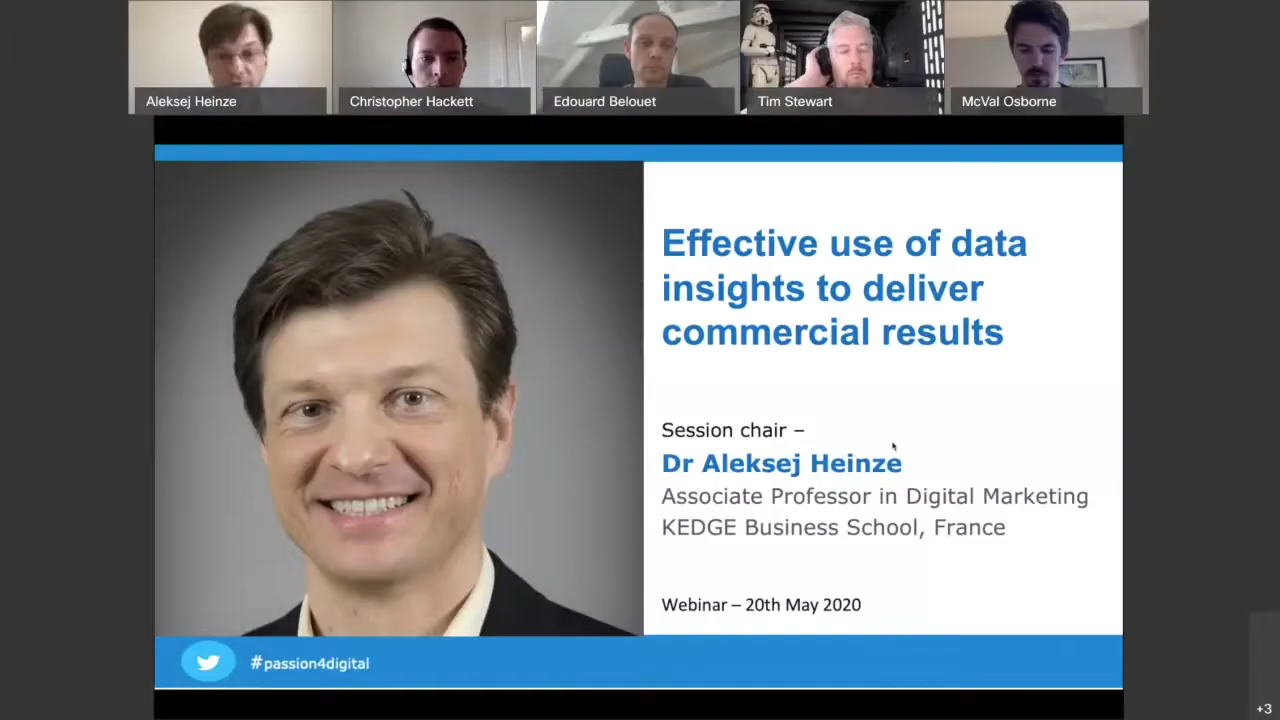 Aleksej Heinze
Christopher Hackett
Edouard Belouet
Tim Stewart
McVal Osborne
Effective use of data
insights to deliver
commercial results
Session chair –
Dr Aleksej Heinze
Associate Professor in Digital Marketing
KEDGE Business School, France
Webinar – 20th May 2020
#passion4digital
+3